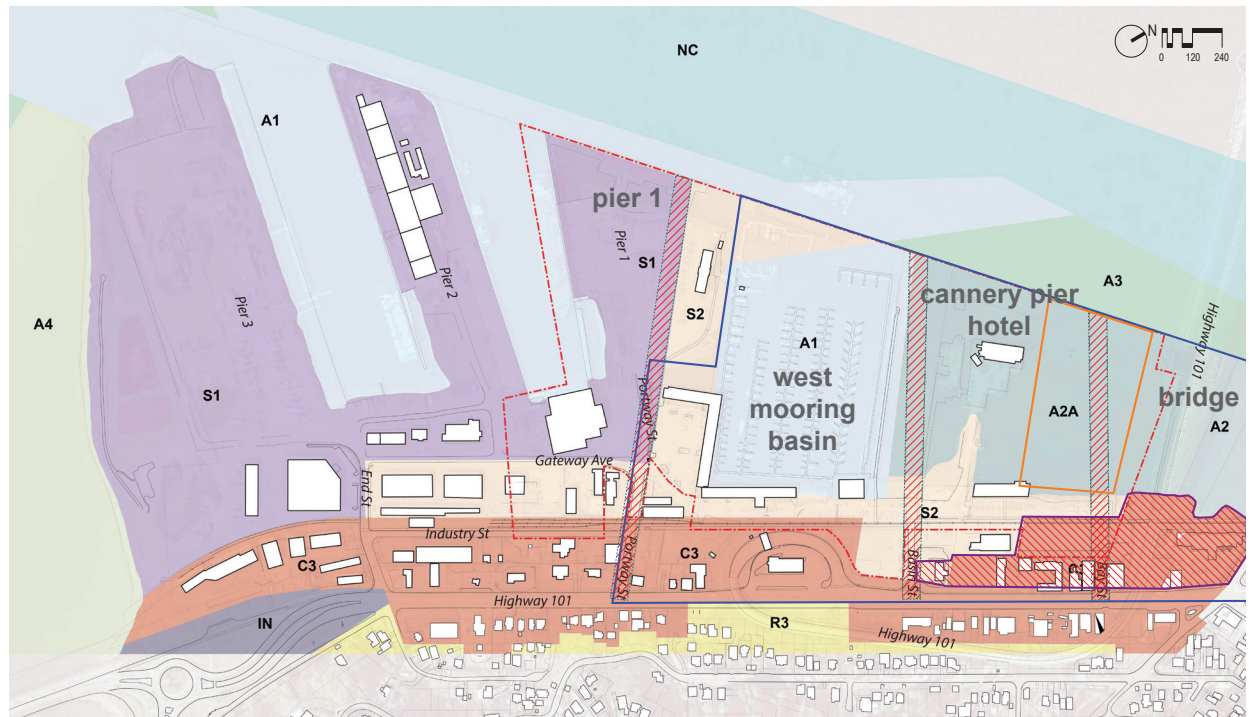 NC
N
0 120 240
A1
pier 1
Pier 1
S1
Pier 2
Pier 3
A3
Highway 101
cannery pier
hotel
S2
A4
A1
west
mooring
basin
A2A
bridge
A2
S1
Portway St
Gateway Ave
End St
S2
Industry St
C3
C3
Portway St
Basin St
Bay St
Highway 101
IN
R3
Highway 101